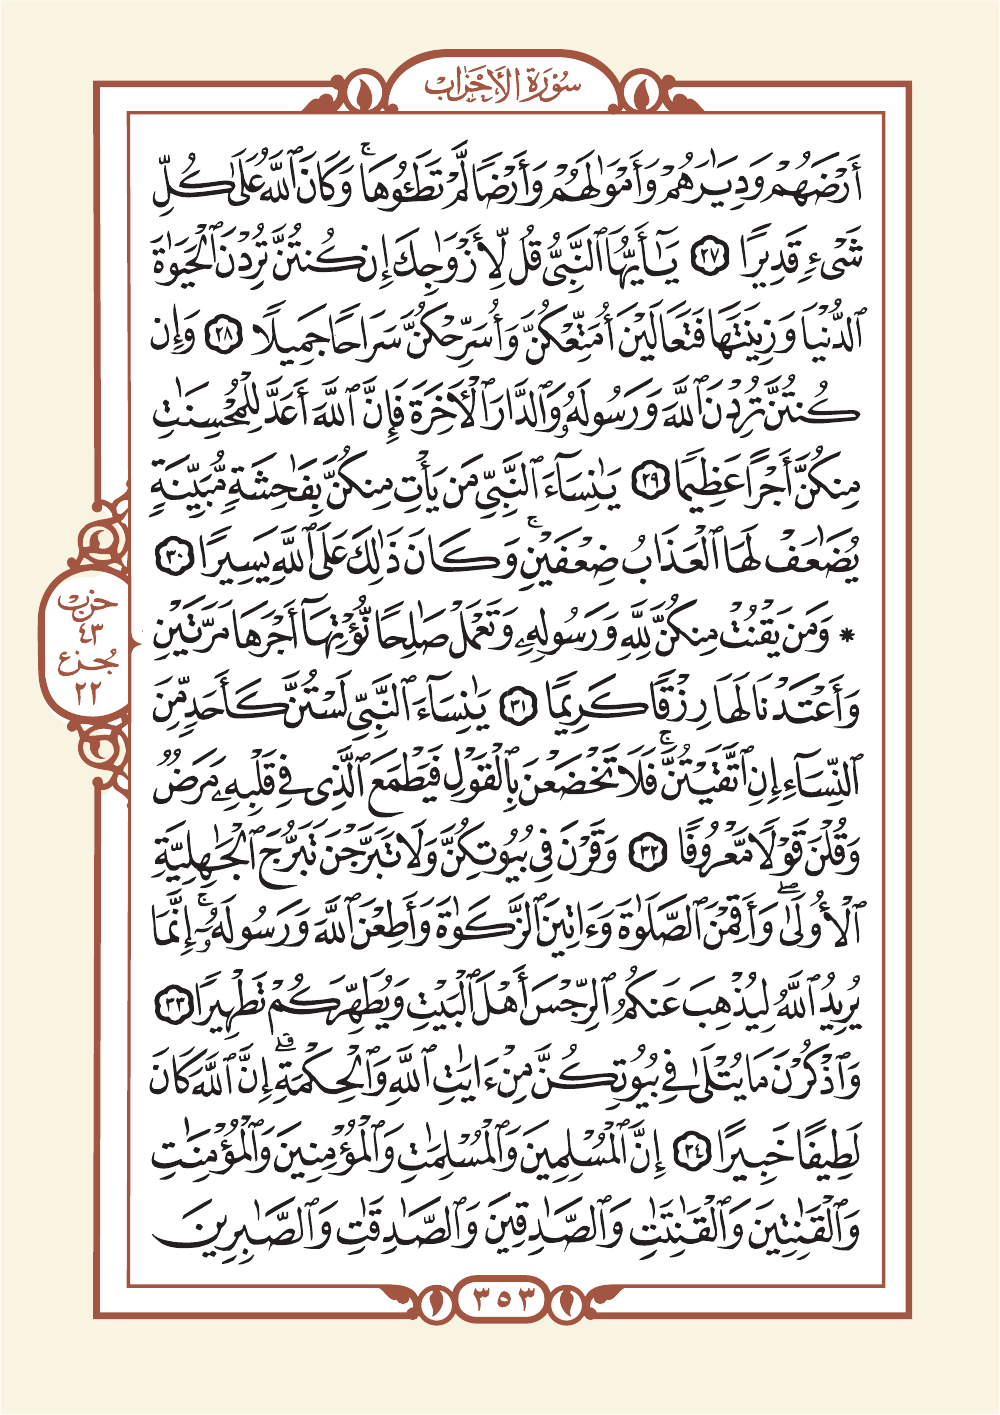 سُورَةُ الأَحْزَابِ
أَرْضَهُمْ وَدِيَٰرَهُمْ وَأَمْوَٰلَهُمْ وَأَرْضًا لَّمْ تَطَـُٔوهَاۚ وَكَانَ ٱللَّهُ عَلَىٰ كُلِّ
شَىْءٍ قَدِيرًا ٢٧ يَـٰٓأَيُّهَا ٱلنَّبِىُّ قُل لِّأَزْوَٰجِكَ إِن كُنتُنَّ تُرِدْنَ ٱلْحَيَوٰةَ
ٱلدُّنْيَا وَزِينَتَهَا فَتَعَالَيْنَ أُمَتِّعْكُنَّ وَأُسَرِّحْكُنَّ سَرَاحًا جَمِيلًا ٢٨ وَإِن
كُنتُنَّ تُرِدْنَ ٱللَّهَ وَرَسُولَهُۥ وَٱلدَّارَ ٱلْأَخِرَةَ فَإِنَّ ٱللَّهَ أَعَدَّ لِلْمُحْسِنَٰتِ
مِنكُنَّ أَجْرًا عَظِيمًا ٢٩ يَٰنِسَآءَ ٱلنَّبِىِّ مَن يَأْتِ مِنكُنَّ بِفَٰحِشَةٍ مُّبَيِّنَةٍ
يُضَٰعَفْ لَهَا ٱلْعَذَابُ ضِعْفَيْنِۚ وَكَانَ ذَٰلِكَ عَلَى ٱللَّهِ يَسِيرًا ٣٠
* وَمَن يَقْنُتْ مِنكُنَّ لِلَّهِ وَرَسُولِهِۦ وَتَعْمَلْ صَٰلِحًا نُّؤْتِهَآ أَجْرَهَا مَرَّتَيْنِ
وَأَعْتَدْنَا لَهَا رِزْقًا كَرِيمًا ٣١ يَٰنِسَآءَ ٱلنَّبِىِّ لَسْتُنَّ كَأَحَدٍ مِّنَ
ٱلنِّسَآءِ إِنِ ٱتَّقَيْتُنَّۚ فَلَا تَخْضَعْنَ بِٱلْقَوْلِ فَيَطْمَعَ ٱلَّذِى فِى قَلْبِهِۦ مَرَضٌ
وَقُلْنَ قَوْلًا مَّعْرُوفًا ٣٢ وَقَرْنَ فِى بُيُوتِكُنَّ وَلَا تَبَرَّجْنَ تَبَرُّجَ ٱلْجَٰهِلِيَّةِ
ٱلْأُولَىٰۖ وَأَقِمْنَ ٱلصَّلَوٰةَ وَءَاتِينَ ٱلزَّكَوٰةَ وَأَطِعْنَ ٱللَّهَ وَرَسُولَهُۥٓۚ إِنَّمَا
يُرِيدُ ٱللَّهُ لِيُذْهِبَ عَنكُمُ ٱلرِّجْسَ أَهْلَ ٱلْبَيْتِ وَيُطَهِّرَكُمْ تَطْهِيرًا ٣٣
وَٱذْكُرْنَ مَا يُتْلَىٰ فِى بُيُوتِكُنَّ مِنْ ءَايَٰتِ ٱللَّهِ وَٱلْحِكْمَةِۗ إِنَّ ٱللَّهَ كَانَ
لَطِيفًا خَبِيرًا ٣٤ إِنَّ ٱلْمُسْلِمِينَ وَٱلْمُسْلِمَٰتِ وَٱلْمُؤْمِنِينَ وَٱلْمُؤْمِنَٰتِ
وَٱلْقَٰنِتِينَ وَٱلْقَٰنِتَٰتِ وَٱلصَّٰدِقِينَ وَٱلصَّٰدِقَٰتِ وَٱلصَّٰبِرِينَ
حزب
٤٣
جزء
٢٢
٣٥٣